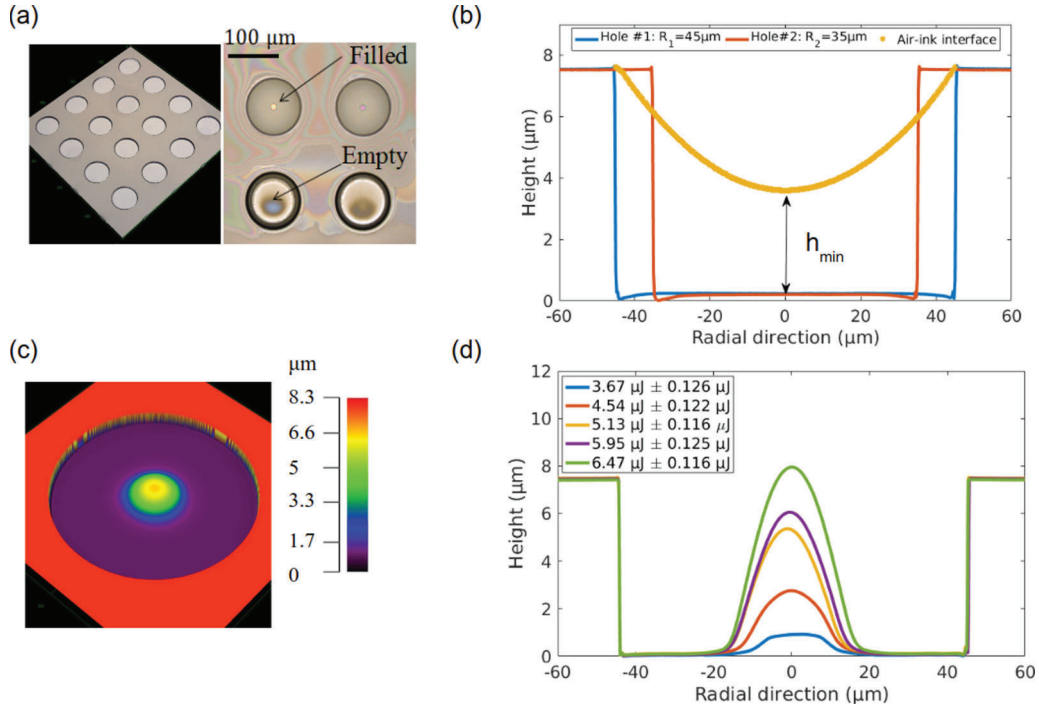 (a)
100 μm
Filled
Empty
(b)
Hole #1: R1=45μm Hole#2: R2=35μm Air-ink interface
Height (μm)
8
6
4
2
0
hmin
-60 -40 -20 0 20 40 60
Radial direction (μm)
(c)
μm
8.3
6.6
5
3.3
1.7
0
(d)
3.67 μJ ± 0.126 μJ
4.54 μJ ± 0.122 μJ
5.13 μJ ± 0.116 μJ
5.95 μJ ± 0.125 μJ
6.47 μJ ± 0.116 μJ
Height (μm)
12
10
8
6
4
2
0
-60 -40 -20 0 20 40 60
Radial direction (μm)